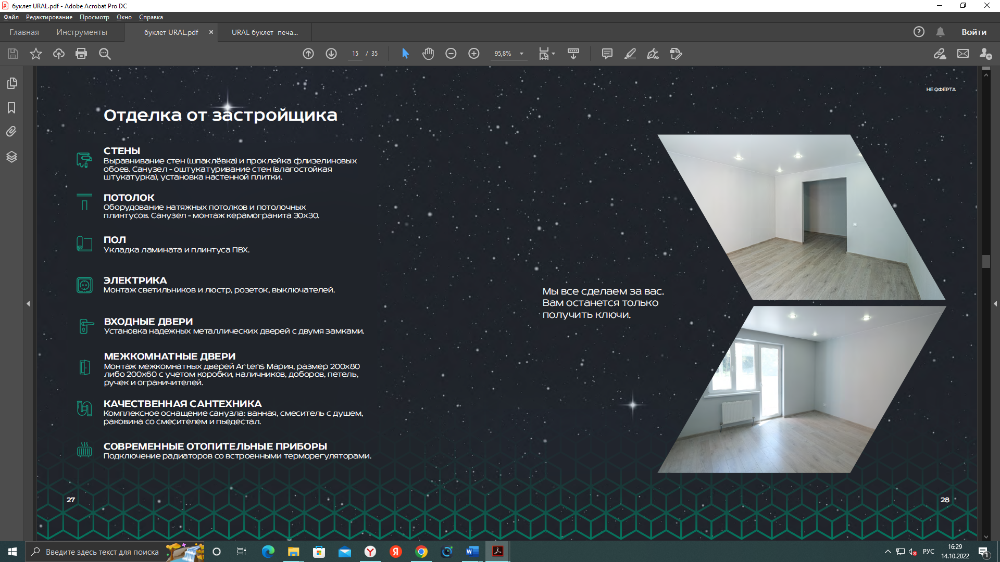 буклет URAL.pdf - Adobe Acrobat Pro DC
Файл Редактирование Просмотр Окно Справка
Главная Инструменты буклет URAL.pdf × URAL буклет печа... Войти
15 / 35 95,8%
НЕ ОФЕРТА
Отделка от застройщика
СТЕНЫ
Выравнивание стен (шпаклёвка) и проклейка флизелиновых
обоев. Санузел - оштукатуривание стен (влагостойкая
штукатурка), установка настенной плитки.
ПОТОЛОК
Оборудование натяжных потолков и потолочных
плинтусов. Санузел - монтаж керамогранита 30х30.
ПОЛ
Укладка ламината и плинтуса ПВХ.
ЭЛЕКТРИКА
Монтаж светильников и люстр, розеток, выключателей.
ВХОДНЫЕ ДВЕРИ
Установка надежных металлических дверей с двумя замками.
МЕЖКОМНАТНЫЕ ДВЕРИ
Монтаж межкомнатных дверей Artens Мария, размер 200х80
либо 200х60 с учетом коробки, наличников, доборов, петель,
ручек и ограничителей.
КАЧЕСТВЕННАЯ САНТЕХНИКА
Комплексное оснащение санузла: ванная, смеситель с душем,
раковина со смесителем и пьедестал.
СОВРЕМЕННЫЕ ОТОПИТЕЛЬНЫЕ ПРИБОРЫ
Подключение радиаторов со встроенными терморегуляторами.
Мы все сделаем за вас.
Вам останется только
получить ключи.
27
28
Введите здесь текст для поиска
РУС
16:29
14.10.2022
1